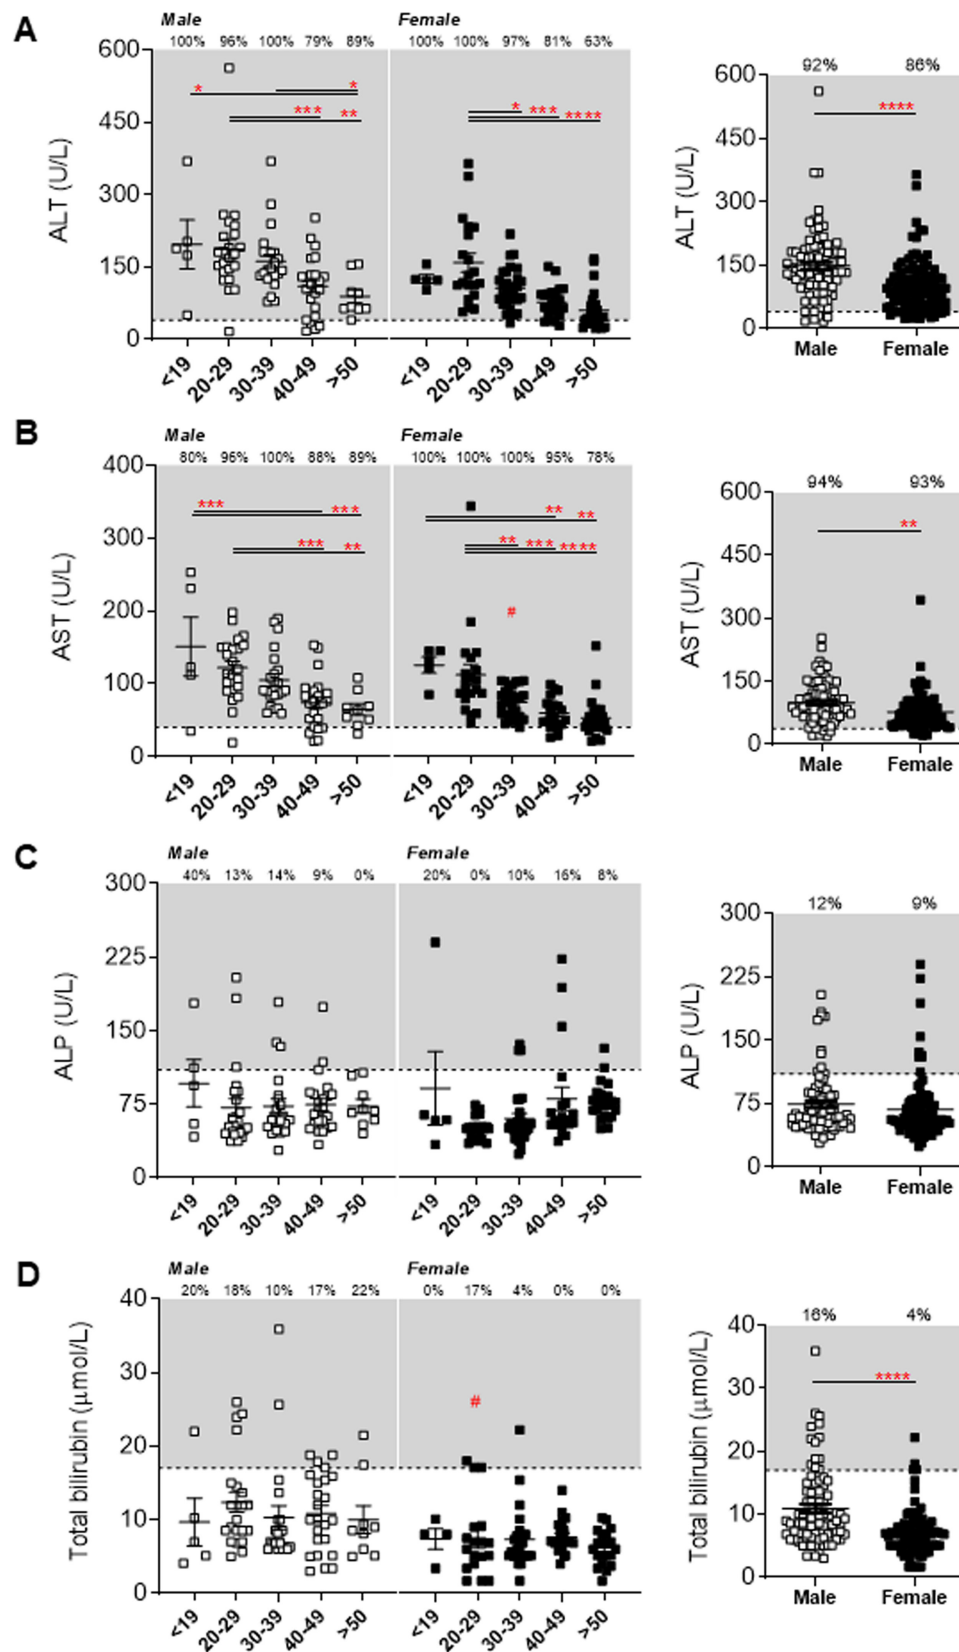 A
Male
Female
100% 96% 100% 79% 89%
100% 100% 97% 81% 63%
92% 86%
ALT (U/L)
600
450
300
150
0
* *
*** **
* *** ****
<19 20-29 30-39 40-49 >50
<19 20-29 30-39 40-49 >50
ALT (U/L)
600
450
300
150
0
****
Male Female
B
Male
Female
80% 96% 100% 88% 89%
100% 100% 100% 95% 78%
94% 93%
AST (U/L)
400
300
200
100
0
*** ***
*** **
** **
** *** ****
#
<19 20-29 30-39 40-49 >50
<19 20-29 30-39 40-49 >50
AST (U/L)
600
450
300
150
0
**
Male Female
C
Male
Female
40% 13% 14% 9% 0%
20% 0% 10% 16% 8%
12% 9%
ALP (U/L)
300
225
150
75
0
<19 20-29 30-39 40-49 >50
<19 20-29 30-39 40-49 >50
ALP (U/L)
300
225
150
75
0
Male Female
D
Male
Female
20% 18% 10% 17% 22%
0% 17% 4% 0% 0%
16% 4%
Total bilirubin (μmol/L)
40
30
20
10
0
#
<19 20-29 30-39 40-49 >50
<19 20-29 30-39 40-49 >50
Total bilirubin (μmol/L)
40
30
20
10
0
****
Male Female